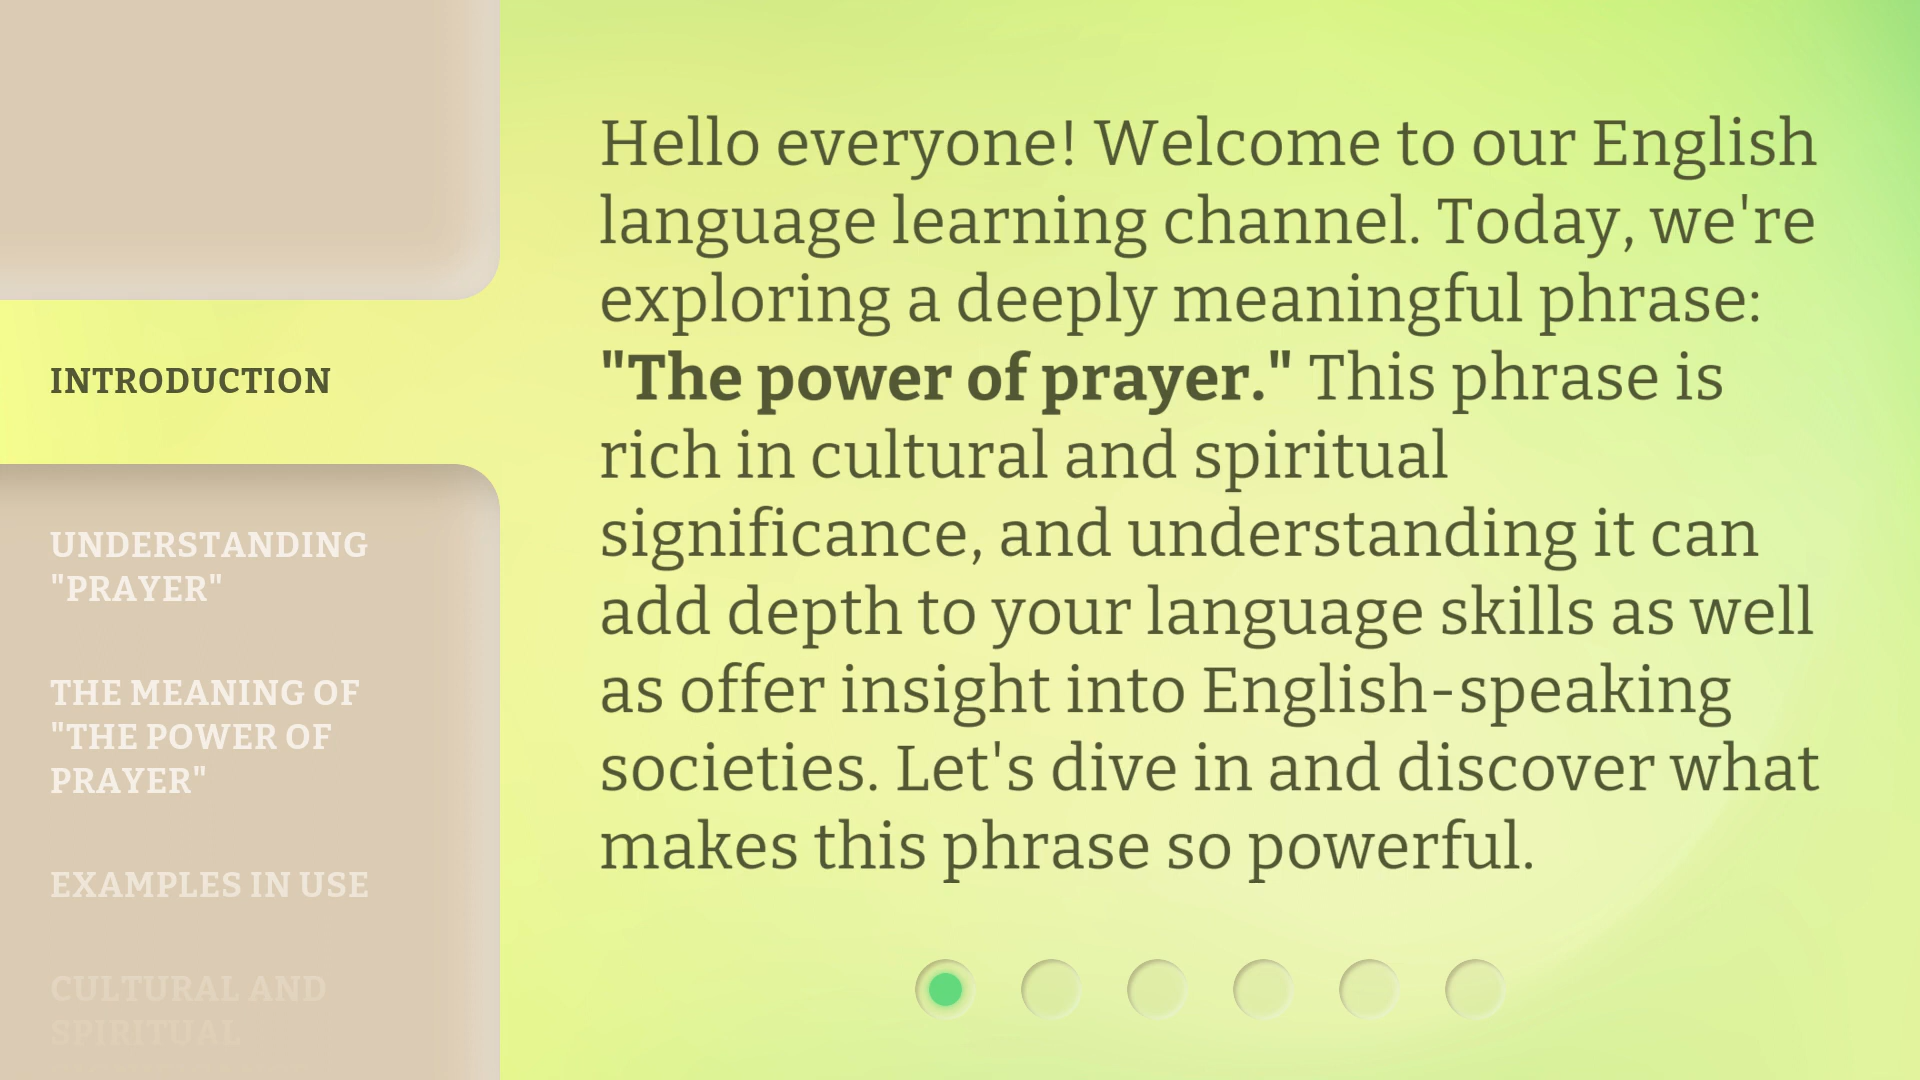 INTRODUCTION
UNDERSTANDING
"PRAYER"
THE MEANING OF
"THE POWER OF
PRAYER"
EXAMPLES IN USE
CULTURAL AND
SPIRITUAL
Hello everyone! Welcome to our English
language learning channel. Today, we're
exploring a deeply meaningful phrase:
"The power of prayer." This phrase is
rich in cultural and spiritual
significance, and understanding it can
add depth to your language skills as well
as offer insight into English-speaking
societies. Let's dive in and discover what
makes this phrase so powerful.